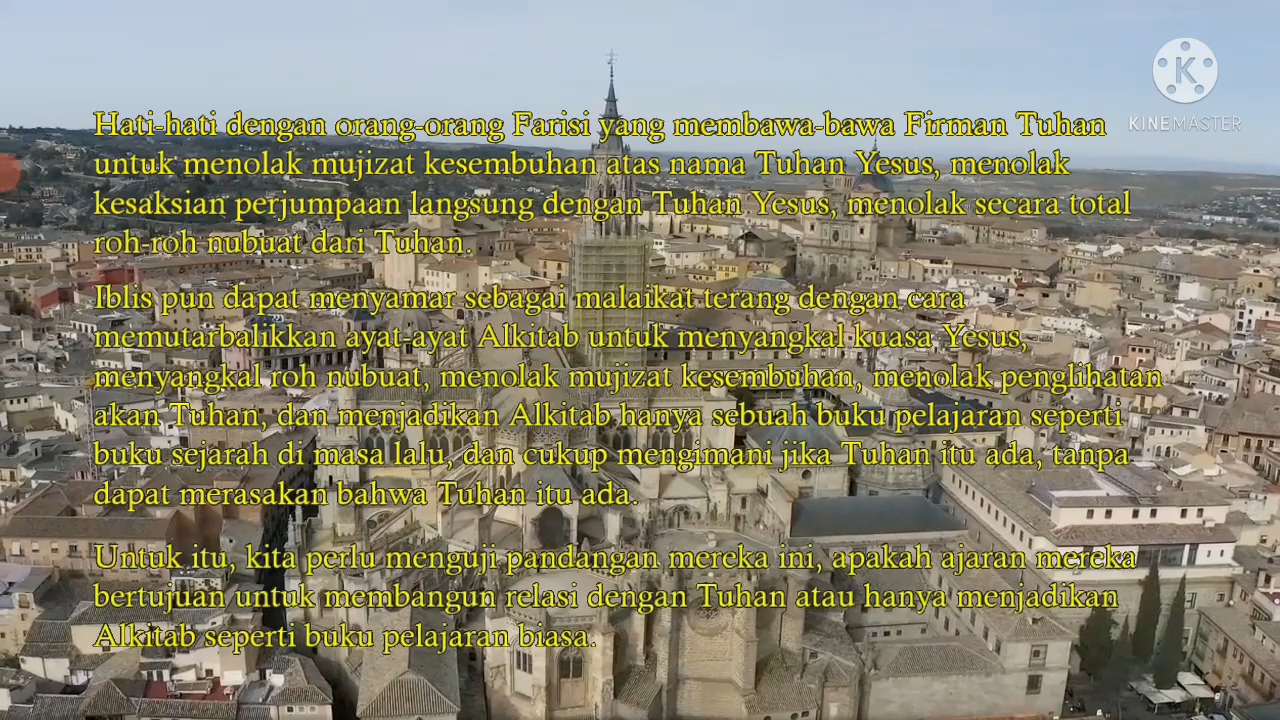 KINEMASTER
Hati-hati dengan orang-orang Farisi yang membawa-bawa Firman Tuhan
untuk menolak mujizat kesembuhan atas nama Tuhan Yesus, menolak
kesaksian perjumpaan langsung dengan Tuhan Yesus, menolak secara total
roh-roh nubuat dari Tuhan.
Iblis pun dapat menyamar sebagai malaikat terang dengan cara
memutarbalikkan ayat-ayat Alkitab untuk menyangkal kuasa Yesus,
menyangkal roh nubuat, menolak mujizat kesembuhan, menolak penglihatan
akan Tuhan, dan menjadikan Alkitab hanya sebuah buku pelajaran seperti
buku sejarah di masa lalu, dan cukup mengimani jika Tuhan itu ada, tanpa
dapat merasakan bahwa Tuhan itu ada.
Untuk itu, kita perlu menguji pandangan mereka ini, apakah ajaran mereka
bertujuan untuk membangun relasi dengan Tuhan atau hanya menjadikan
Alkitab seperti buku pelajaran biasa.